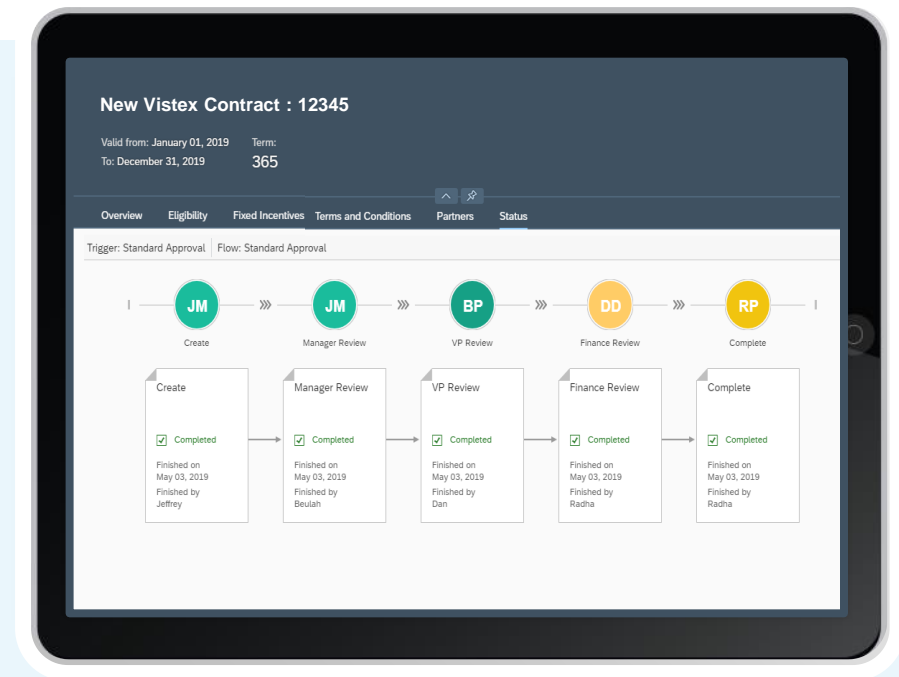 New Vistex Contract : 12345
Valid from: January 01, 2019 Term:
To: December 31, 2019 365
Overview Eligibility Fixed Incentives Terms and Conditions Partners Status
Trigger: Standard Approval Flow: Standard Approval
JM JM BP DD RP
Create Manager Review VP Review Finance Review Complete
Create Manager Review VP Review Finance Review Complete
Completed Completed Completed Completed Completed
Finished on Finished on Finished on Finished on Finished on
May 03, 2019 May 03, 2019 May 03, 2019 May 03, 2019 May 03, 2019
Finished by Finished by Finished by Finished by Finished by
Jeffrey Beulah Dan Radha Radha